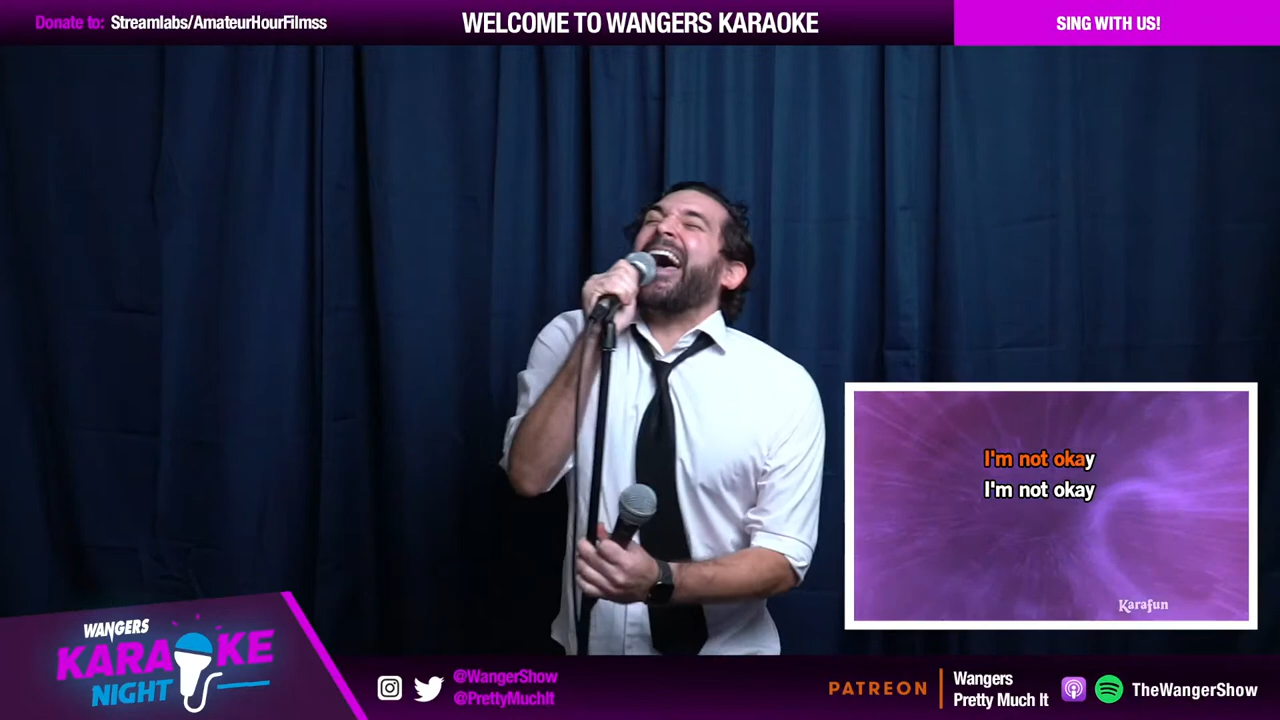 Donate to: Streamlabs/AmateurHourFilmss
WELCOME TO WANGERS KARAOKE
SING WITH US!
I'm not okay
I'm not okay
Karafun
WANGERS
KARAOKE
NIGHT
@WangerShow
@PrettyMuchIt
PATREON
Wangers
Pretty Much It
TheWangerShow